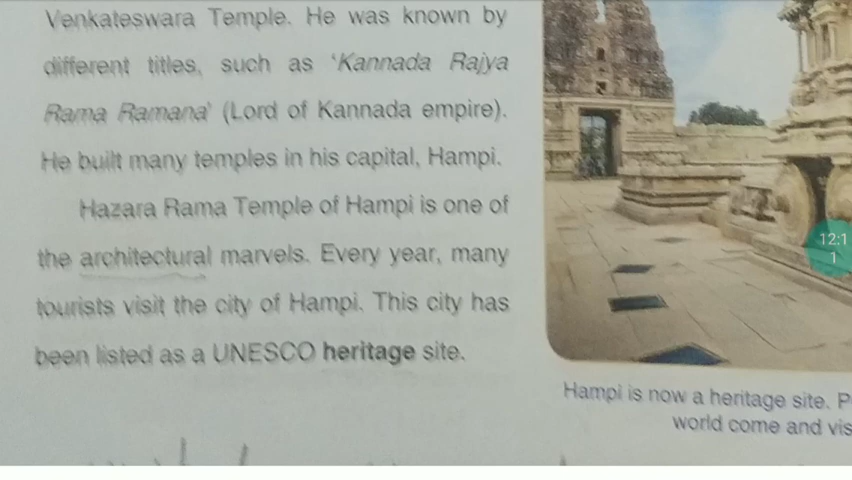 Venkateswara Temple. He was known by
different titles, such as ‘Kannada Rajya
Rama Ramana’ (Lord of Kannada empire).
He built many temples in his capital, Hampi.
Hazara Rama Temple of Hampi is one of
the architectural marvels. Every year, many
tourists visit the city of Hampi. This city has
been listed as a UNESCO heritage site.
12:1
1
Hampi is now a heritage site. P
world come and vis